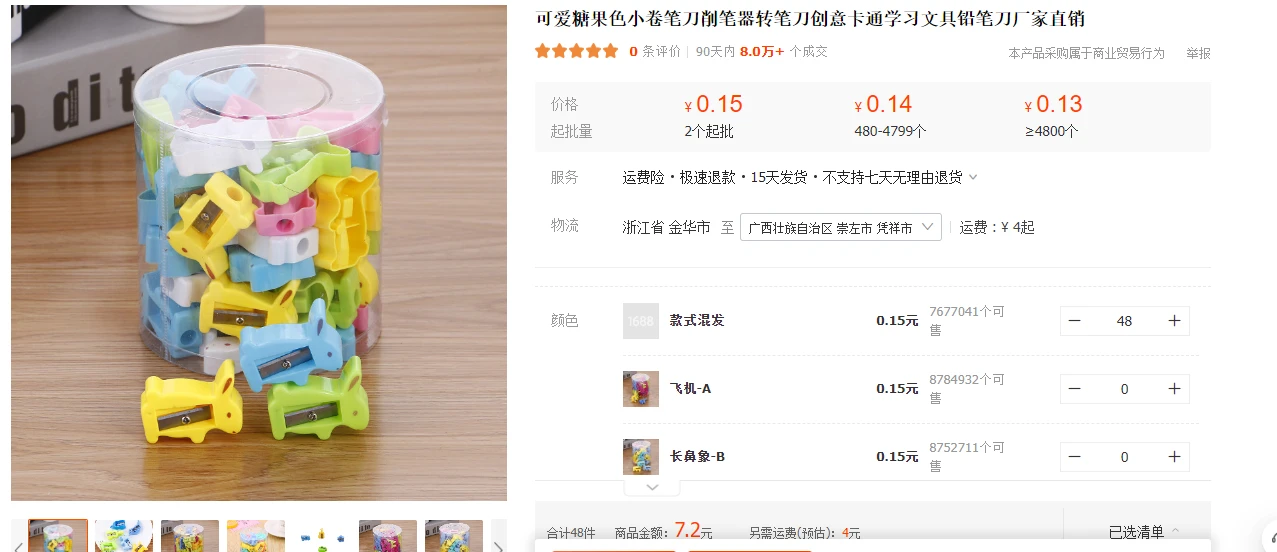 可爱糖果色小卷笔刀削笔器转笔刀创意卡通学习文具铅笔刀厂家直销
0 条评价 90天内 8.0万+ 个成交
本产品采购属于商业贸易行为 举报
价格 ¥ 0.15 ¥ 0.14 ¥ 0.13
起批量 2个起批 480-4799个 ≥4800个
服务 运费险・极速退款・15天发货・不支持七天无理由退货
物流 浙江省 金华市 至 广西壮族自治区 崇左市 凭祥市 运费:¥ 4起
颜色 1688 款式混发 0.15元 7677041个可
售
48
飞机-A 0.15元 8784932个可
售
0
长鼻象-B 0.15元 8752711个可
售
0
合计48件 商品金额:7.2元 另需运费(预估):4元 已选清单